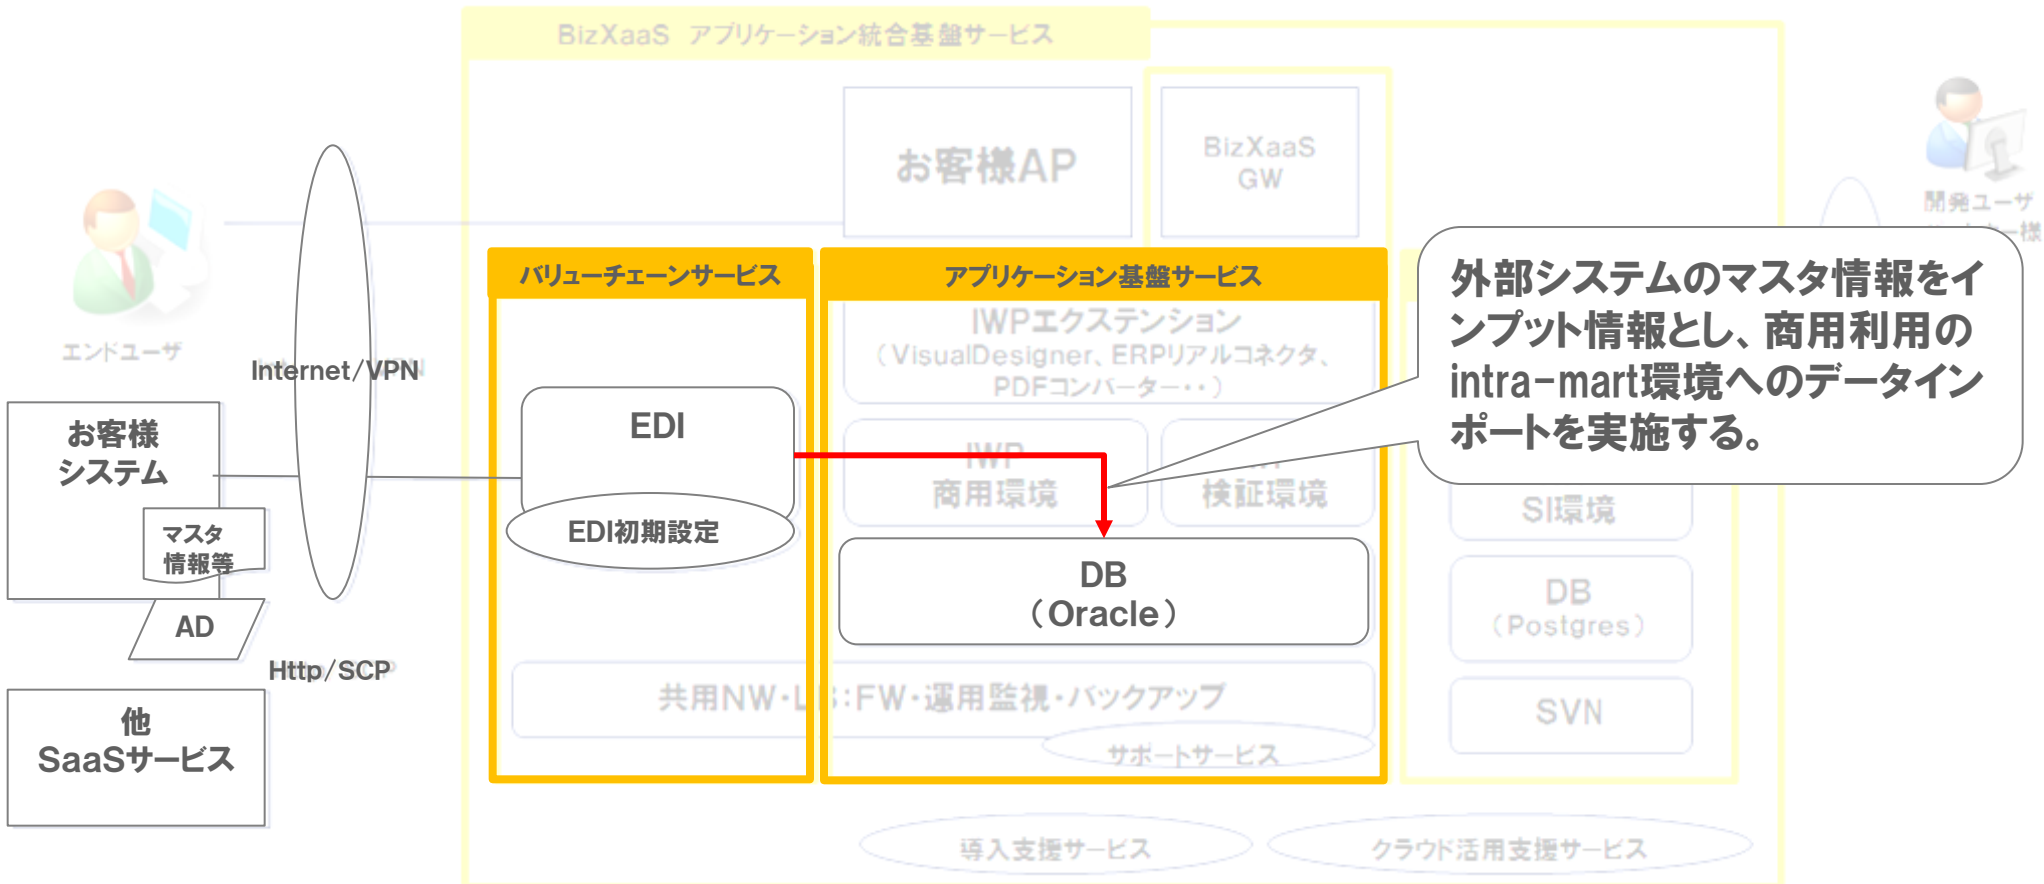 BizXaaS アプリケーション統合基盤サービス
お客様AP
BizXaaS
GW
開発ユーザ
エンドユーザ
Internet/VPN
お客様
システム
マスタ
情報等
AD
Http/SCP
他
SaaSサービス
バリューチェーンサービス
EDI
EDI初期設定
アプリケーション基盤サービス
IWPエクステンション
（VisualDesigner、ERPリアルコネクタ、
PDFコンバーター・・）
IWP
商用環境
検証環境
DB
（Oracle）
外部システムのマスタ情報をイ
ンプット情報とし、商用利用の
intra-mart環境へのデータイン
ポートを実施する。
SI環境
DB
（Postgres）
SVN
共用NW・LB:FW・運用監視・バックアップ
サポートサービス
導入支援サービス
クラウド活用支援サービス